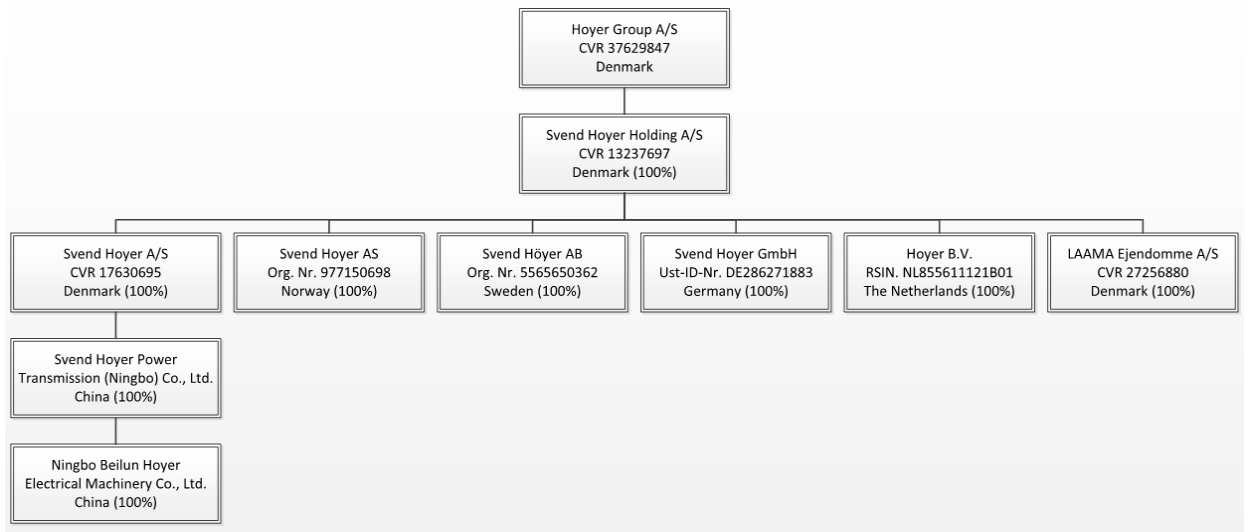 Hoyer Group A/S
CVR 37629847
Denmark
Svend Hoyer Holding A/S
CVR 13237697
Denmark (100%)
Svend Hoyer A/S
CVR 17630695
Denmark (100%)
Svend Hoyer AS
Org. Nr. 977150698
Norway (100%)
Svend Höyer AB
Org. Nr. 5565650362
Sweden (100%)
Svend Hoyer GmbH
Ust-ID-Nr. DE286271883
Germany (100%)
Hoyer B.V.
RSIN. NL855611121B01
The Netherlands (100%)
LAAMA Ejendomme A/S
CVR 27256880
Denmark (100%)
Svend Hoyer Power
Transmission (Ningbo) Co., Ltd.
China (100%)
Ningbo Beilun Hoyer
Electrical Machinery Co., Ltd.
China (100%)